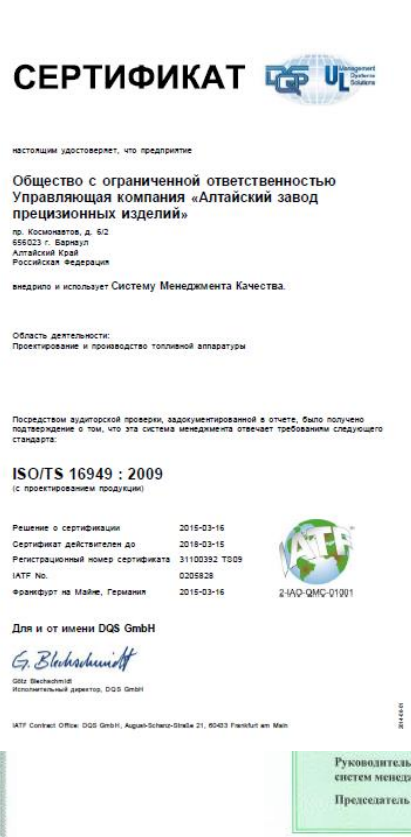 СЕРТИФИКАТ
DQS
UL
Management
Systems
Solutions
настоящим удостоверяет, что предприятие
Общество с ограниченной ответственностью
Управляющая компания «Алтайский завод
прецизионных изделий»
пр. Космонавтов, д. 6/2
656023 г. Барнаул
Алтайский Край
Российская Федерация
внедрило и использует Систему Менеджмента Качества.
Область деятельности:
Проектирование и производство топливной аппаратуры
Посредством аудиторской проверки, задокументированной в отчете, было получено
подтверждение о том, что эта система менеджмента отвечает требованиям следующего
стандарта:
ISO/TS 16949 : 2009
(с проектированием продукции)
Решение о сертификации 2015-03-16
Сертификат действителен до 2018-03-15
Регистрационный номер сертификата 31100392 TS09
IATF No. 0205828
Франкфурт на Майне, Германия 2015-03-16
IATF
2-IAO-QMC-01001
Для и от имени DQS GmbH
G. Blechschmidt
Götz Blechschmidt
Исполнительный директор, DQS GmbH
IATF Contract Office: DQS GmbH, August-Schanz-Straße 21, 60433 Frankfurt am Main
Руководитель
систем менедж
Председатель